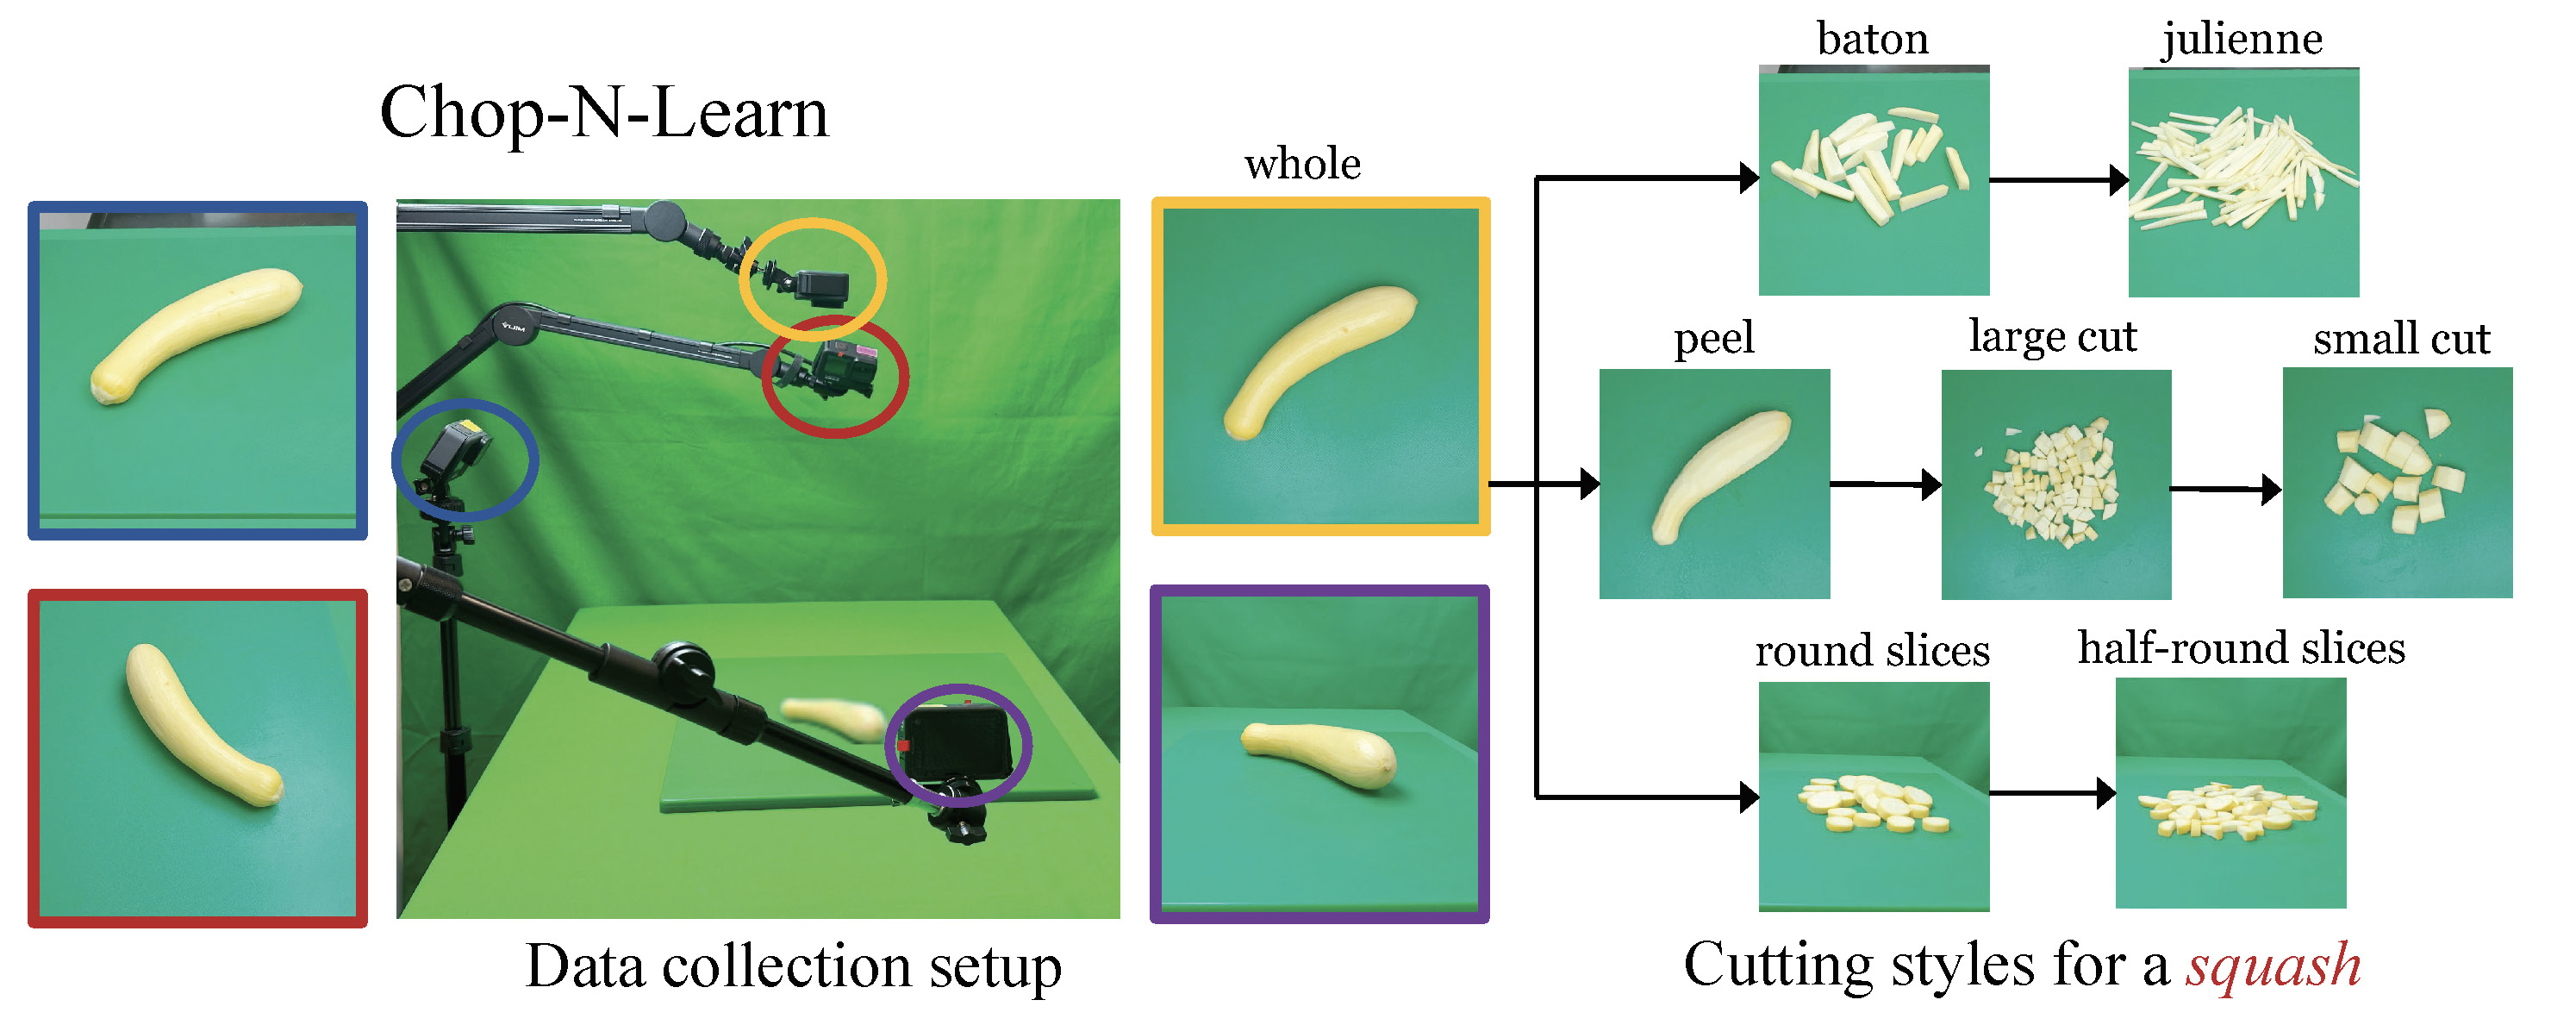 Chop-N-Learn
whole
baton
julienne
peel
large cut
small cut
round slices
half-round slices
Data collection setup
Cutting styles for a squash